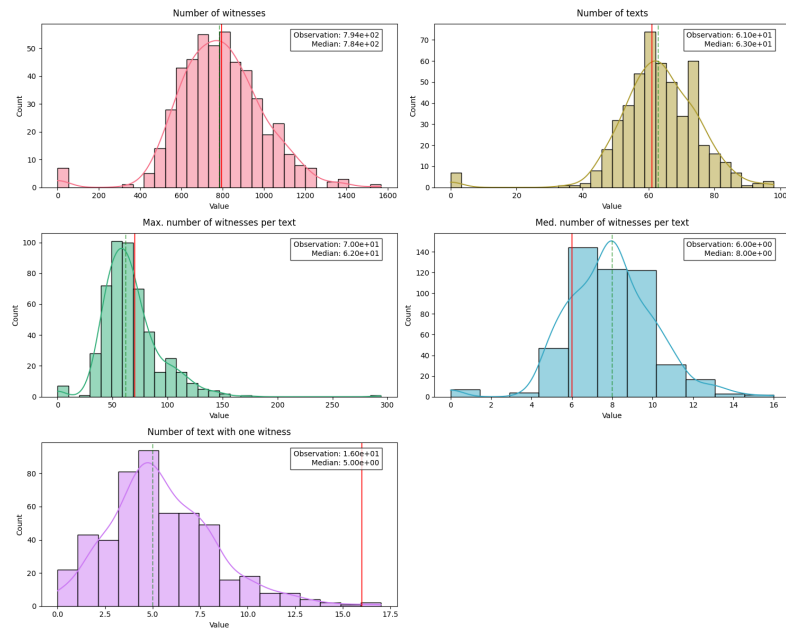 Number of witnesses
Observation: 7.94e+02
Median: 7.84e+02
Count
50
40
30
20
10
0
0 200 400 600 800 1000 1200 1400 1600
Value
Number of texts
Observation: 6.10e+01
Median: 6.30e+01
Count
70
60
50
40
30
20
10
0
0 20 40 60 80 100
Value
Max. number of witnesses per text
Observation: 7.00e+01
Median: 6.20e+01
Count
100
80
60
40
20
0
0 50 100 150 200 250 300
Value
Med. number of witnesses per text
Observation: 6.00e+00
Median: 8.00e+00
Count
140
120
100
80
60
40
20
0
0 2 4 6 8 10 12 14 16
Value
Number of text with one witness
Observation: 1.60e+01
Median: 5.00e+00
Count
80
60
40
20
0
0.0 2.5 5.0 7.5 10.0 12.5 15.0 17.5
Value